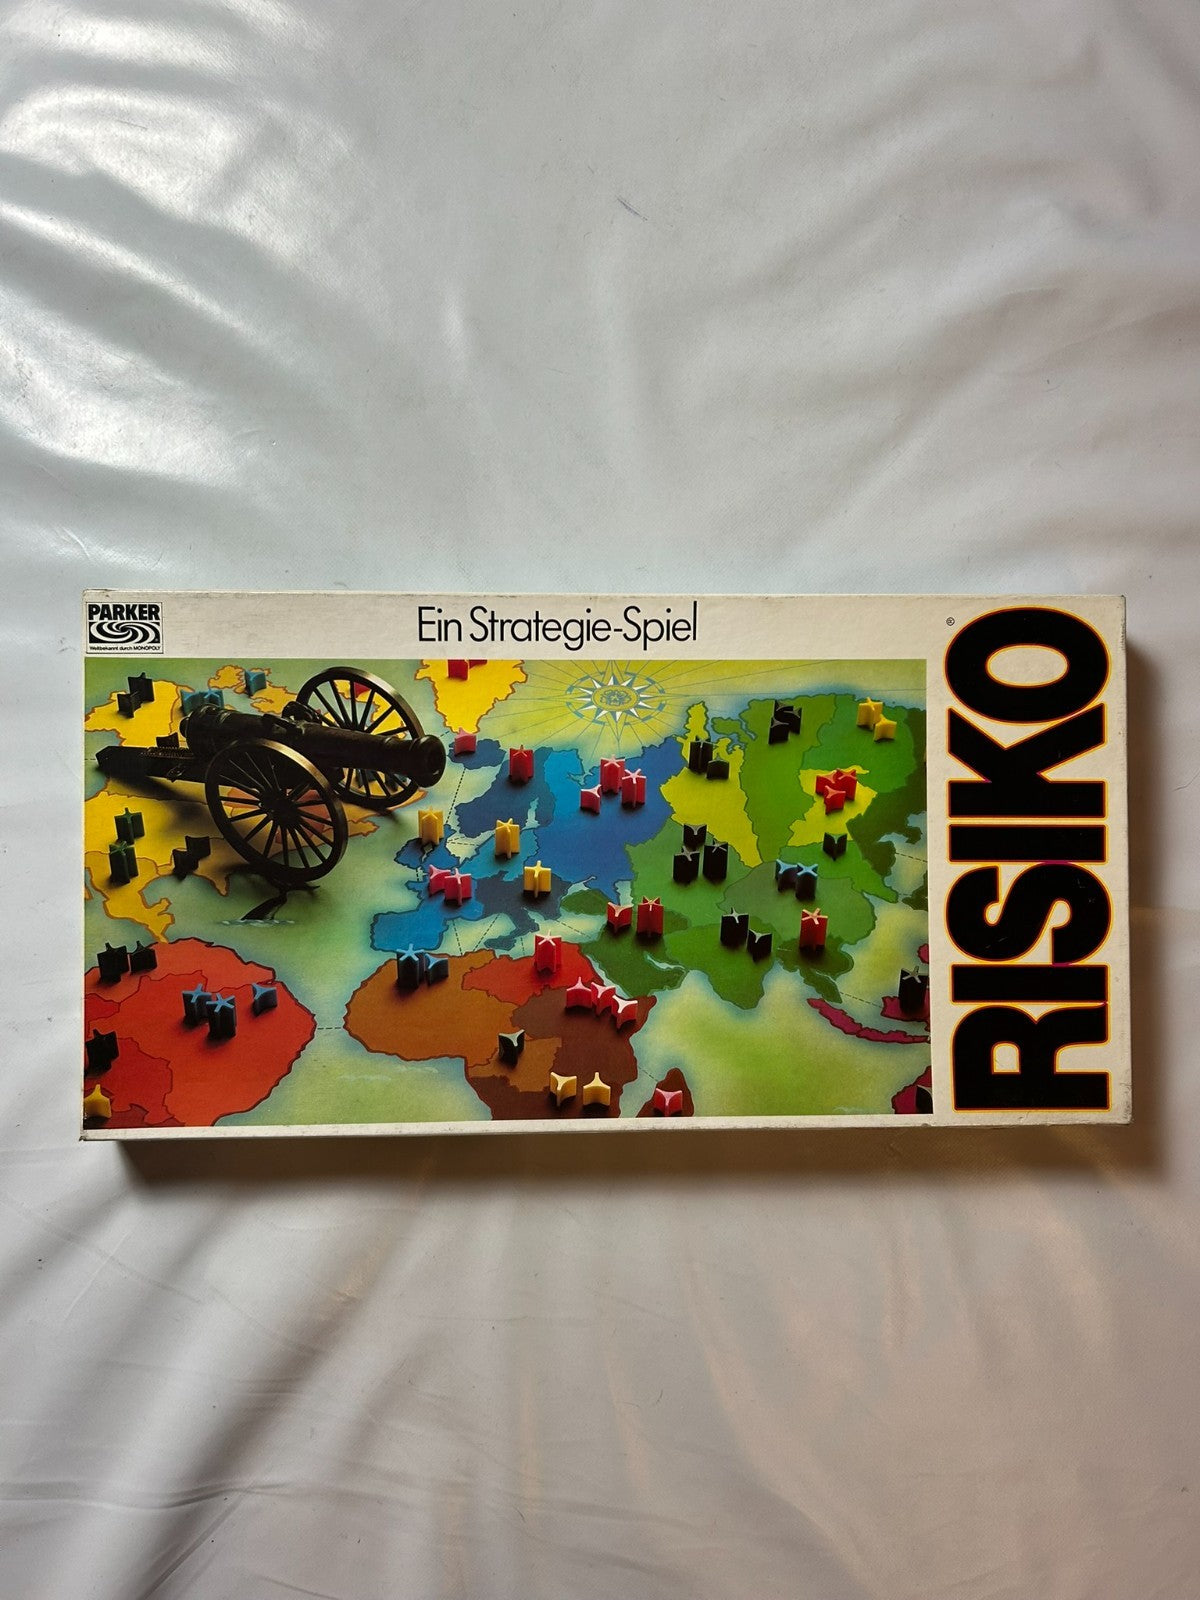 PARKER
Weltbekannt durch MONOPOLY
Ein Strategie-Spiel
RISIKO
®